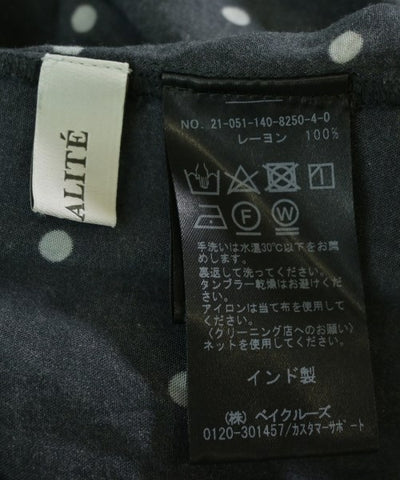 ALITÉ
NO. 21-051-140-8250-4-0
レーヨン 100%
手洗いは水温30℃以下をお薦
めします。
裏返して洗ってください。
タンブラー乾燥はお避けくださ
い。
アイロンは当て布を使用して
ください。
〈クリーニング店へのお願い〉
ネットを使用してください。
インド製
(株) ベイクルーズ
0120-301457/カスタマーサポート